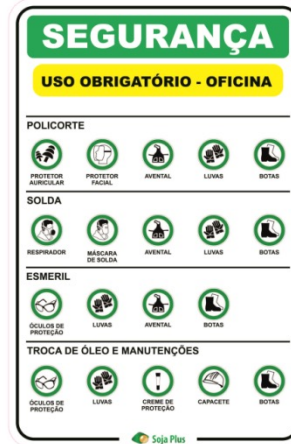 SEGURANÇA
USO OBRIGATÓRIO - OFICINA
POLICORTE
PROTETOR AURICULAR
PROTETOR FACIAL
AVENTAL
LUVAS
BOTAS
SOLDA
RESPIRADOR
MÁSCARA DE SOLDA
AVENTAL
LUVAS
BOTAS
ESMERIL
ÓCULOS DE PROTEÇÃO
LUVAS
AVENTAL
BOTAS
TROCA DE ÓLEO E MANUTENÇÕES
ÓCULOS DE PROTEÇÃO
LUVAS
CREME DE PROTEÇÃO
CAPACETE
BOTAS
Soja Plus